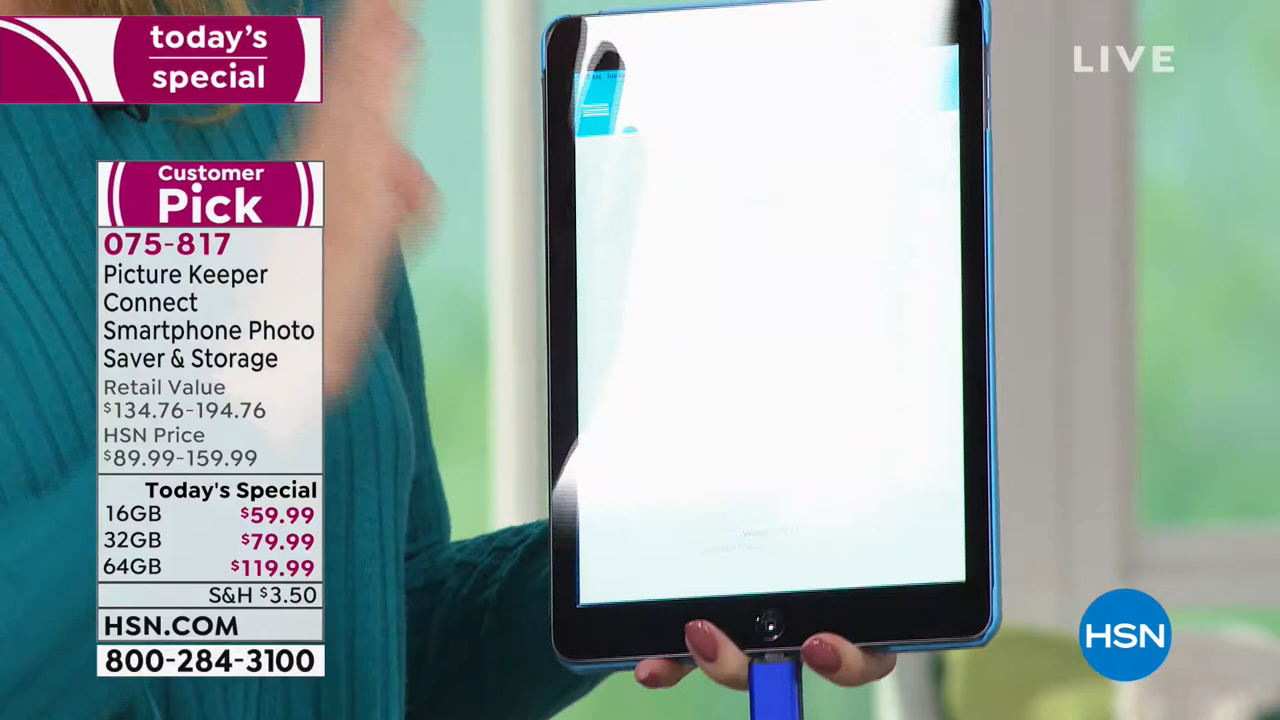 today's
special
LIVE
Customer
Pick
075-817
Picture Keeper
Connect
Smartphone Photo
Saver & Storage
Retail Value
$134.76-194.76
HSN Price
$89.99-159.99
Today's Special
16GB $59.99
32GB $79.99
64GB $119.99
S&H $3.50
HSN.COM
800-284-3100
HSN